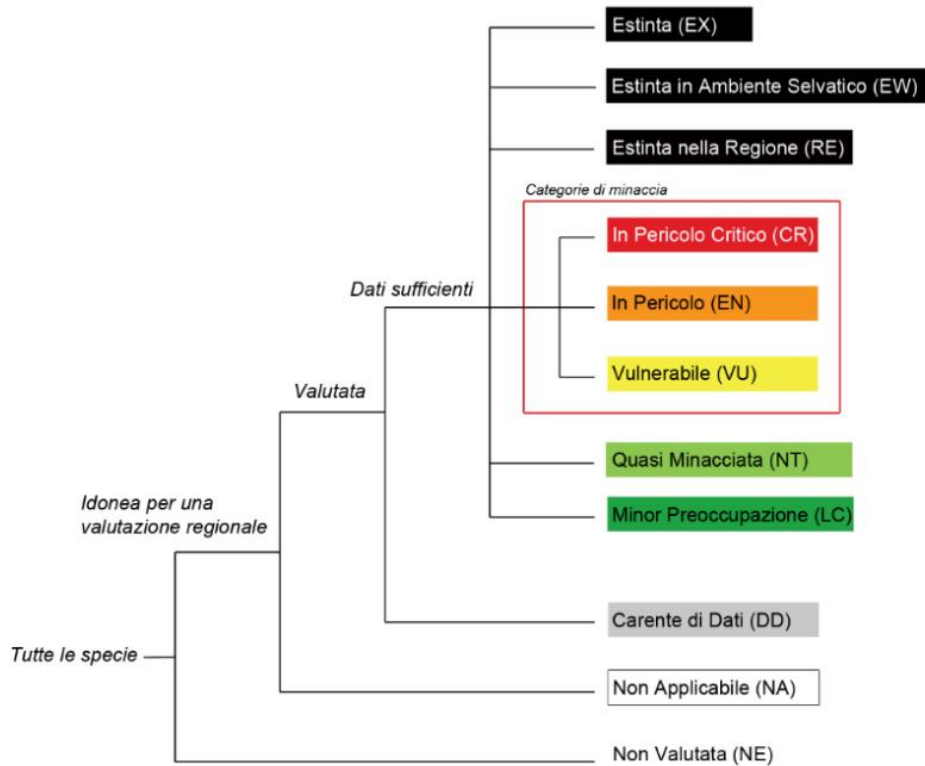 Estinta (EX)
Estinta in Ambiente Selvatico (EW)
Estinta nella Regione (RE)
Categorie di minaccia
In Pericolo Critico (CR)
Dati sufficienti
In Pericolo (EN)
Vulnerabile (VU)
Valutata
Quasi Minacciata (NT)
Idonea per una
valutazione regionale
Minor Preoccupazione (LC)
Carente di Dati (DD)
Tutte le specie
Non Applicabile (NA)
Non Valutata (NE)